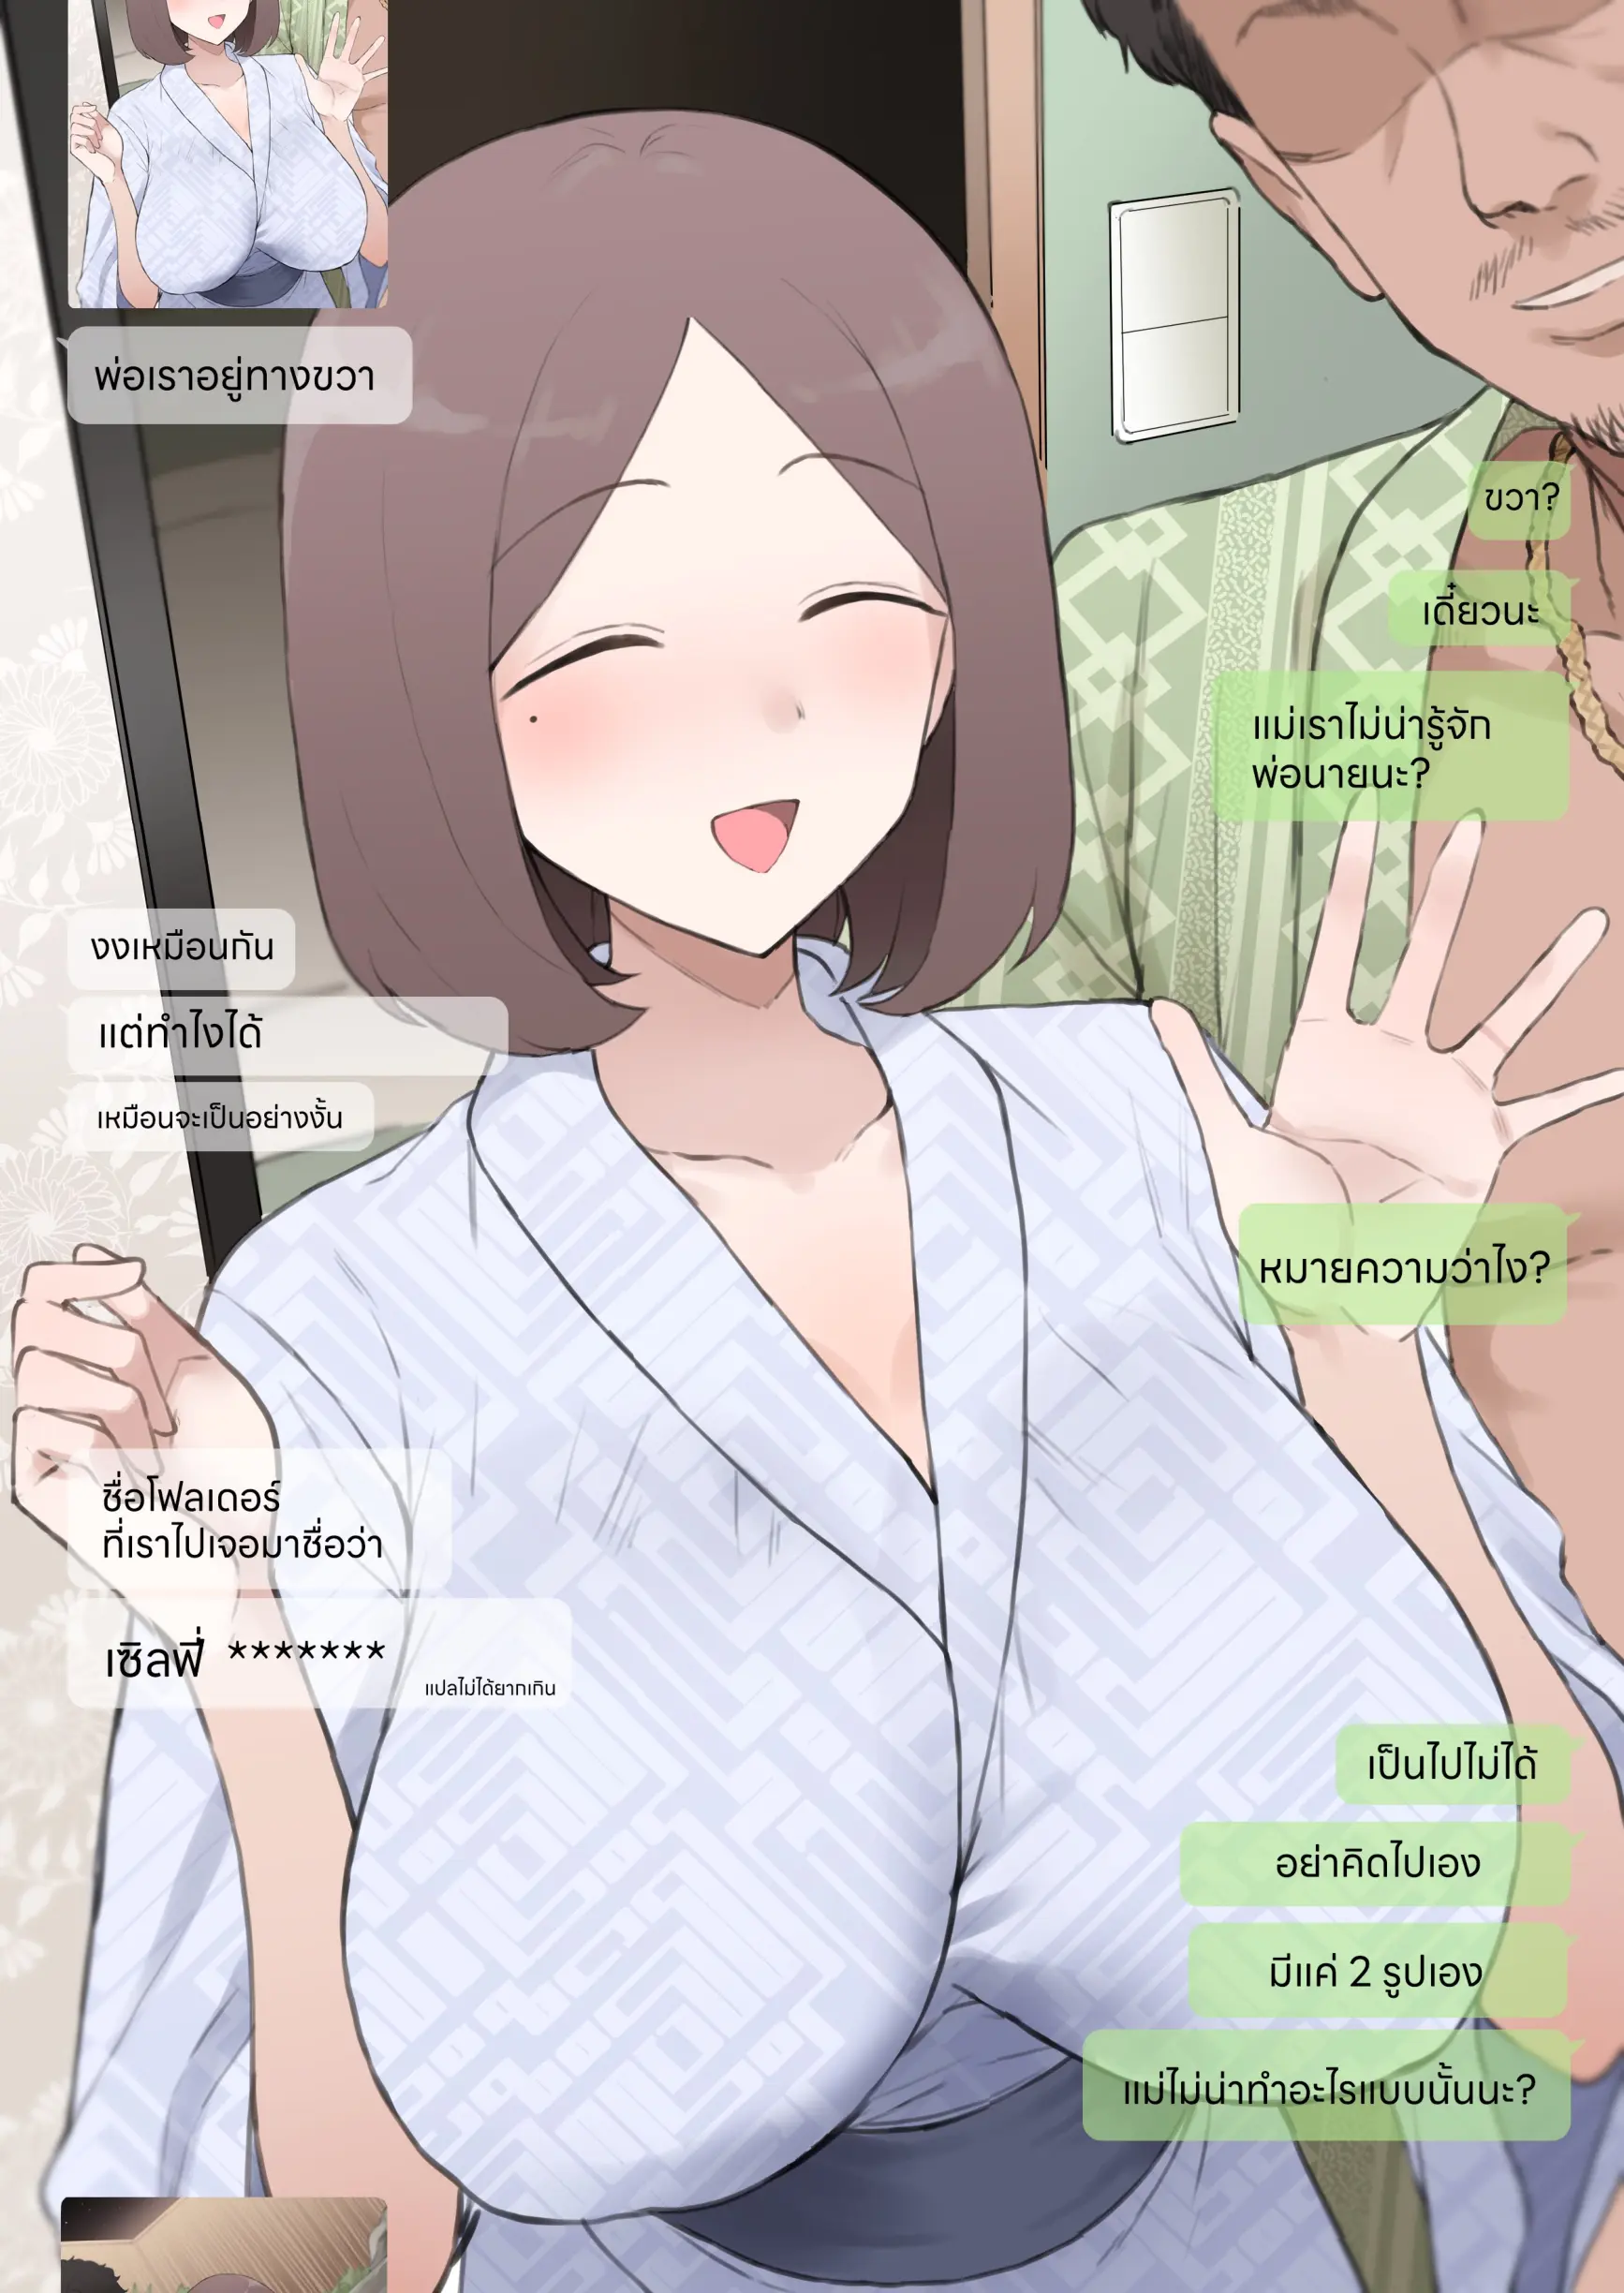 พ่อเราอยู่ทางขวา
ขวา?
เดี๋ยวนะ
แม่เราไม่น่ารู้จัก
พ่อนายนะ?
งงเหมือนกัน
แต่ทำไงได้
เหมือนจะเป็นอย่างงั้น
หมายความว่าไง?
ชื่อโฟลเดอร์
ที่เราไปเจอมาชื่อว่า
เซิลฟี่ *******
แปลไม่ได้ยากเกิน
เป็นไปไม่ได้
อย่าคิดไปเอง
มีแค่ 2 รูปเอง
แม่ไม่น่าทำอะไรแบบนั้นนะ?